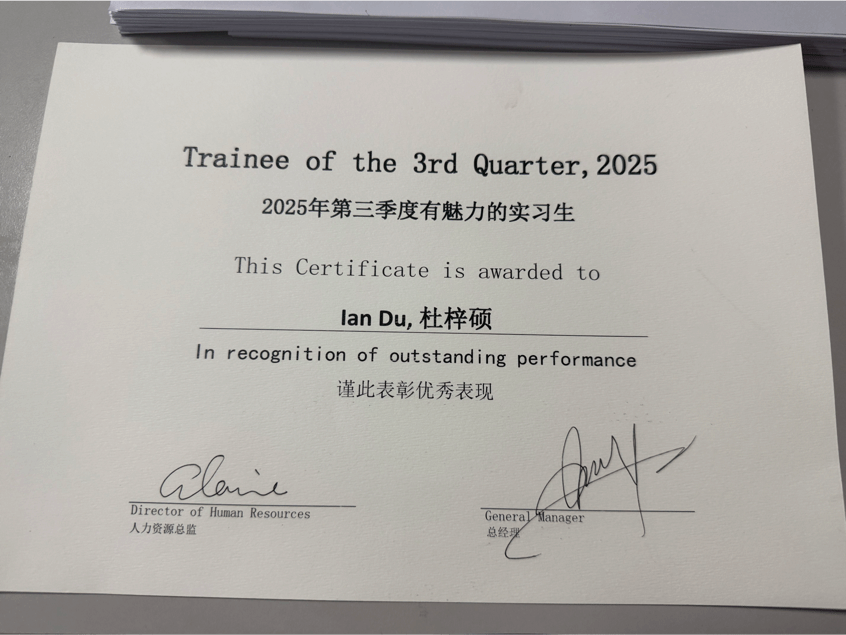 Trainee of the 3rd Quarter, 2025
2025年第三季度有魅力的实习生
This Certificate is awarded to
Ian Du, 杜梓硕
In recognition of outstanding performance
谨此表彰优秀表现
Director of Human Resources
人力资源总监
General Manager
总经理